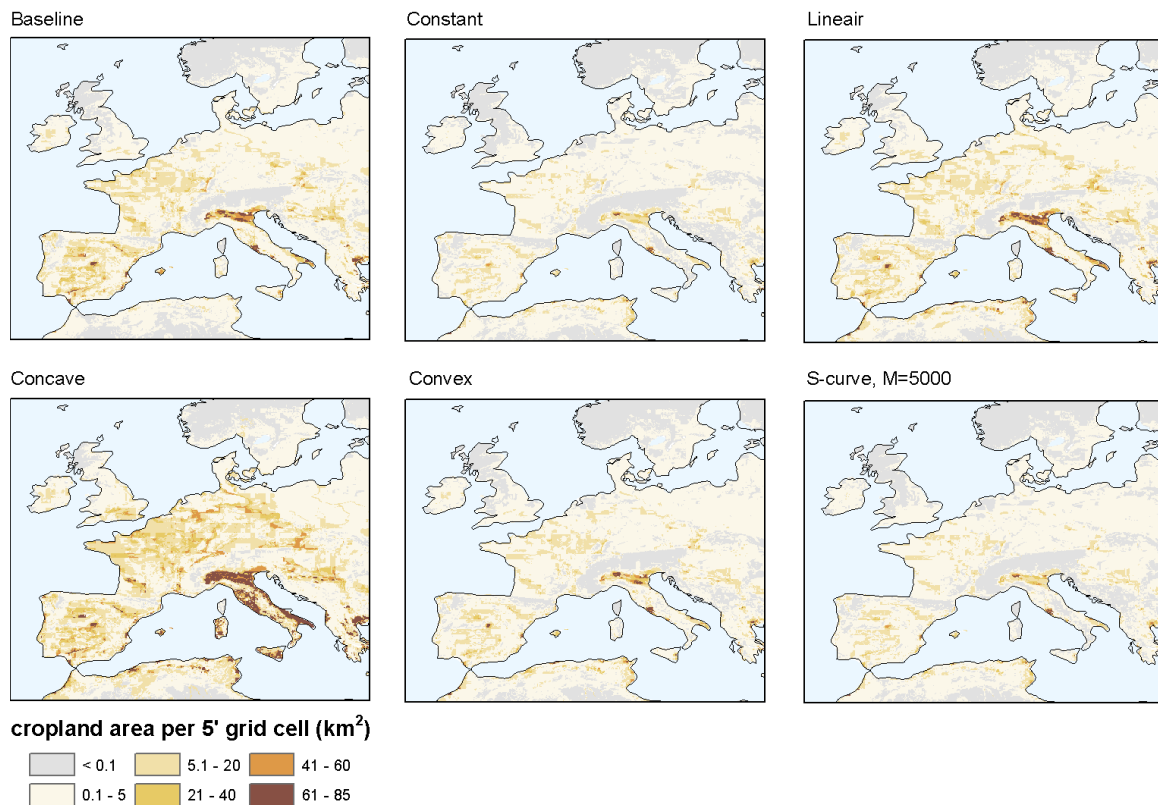 Baseline
Constant
Lineair
Concave
Convex
S-curve, M=5000
cropland area per 5' grid cell (km²)
< 0.1
5.1 - 20
41 - 60
0.1 - 5
21 - 40
61 - 85